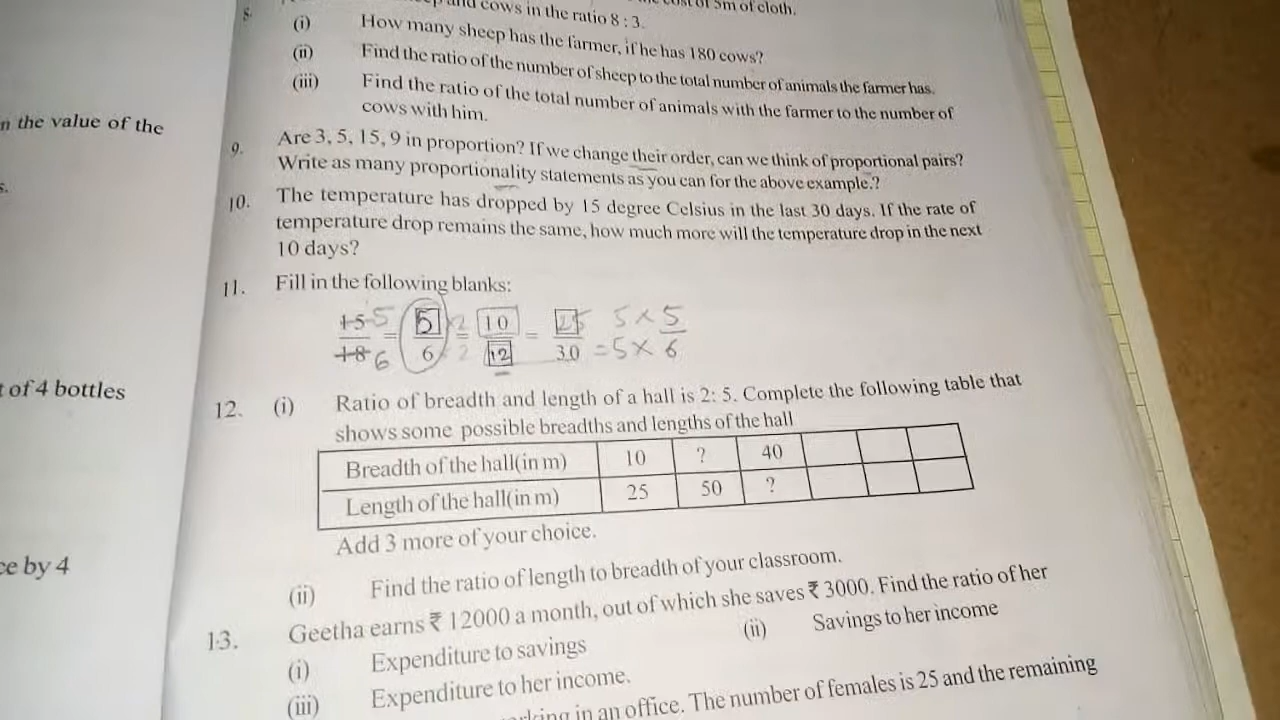 cost of 5m of cloth.
8.
and cows in the ratio 8 : 3.
(i) How many sheep has the farmer, if he has 180 cows?
(ii) Find the ratio of the number of sheep to the total number of animals the farmer has.
(iii) Find the ratio of the total number of animals with the farmer to the number of
cows with him.
n the value of the
s.
9. Are 3, 5, 15, 9 in proportion? If we change their order, can we think of proportional pairs?
Write as many proportionality statements as you can for the above example.?
10. The temperature has dropped by 15 degree Celsius in the last 30 days. If the rate of
temperature drop remains the same, how much more will the temperature drop in the next
10 days?
11. Fill in the following blanks:
15 5 = 5 2 = 10 = 25 5 × 5
18 6 6 2 12 30 = 5 × 6
t of 4 bottles
12. (i) Ratio of breadth and length of a hall is 2: 5. Complete the following table that
shows some possible breadths and lengths of the hall
Breadth of the hall(in m) 10 ? 40
Length of the hall(in m) 25 50 ?
Add 3 more of your choice.
ce by 4
(ii) Find the ratio of length to breadth of your classroom.
13. Geetha earns ₹ 12000 a month, out of which she saves ₹ 3000. Find the ratio of her
(i) Expenditure to savings (ii) Savings to her income
(iii) Expenditure to her income.
rking in an office. The number of females is 25 and the remaining